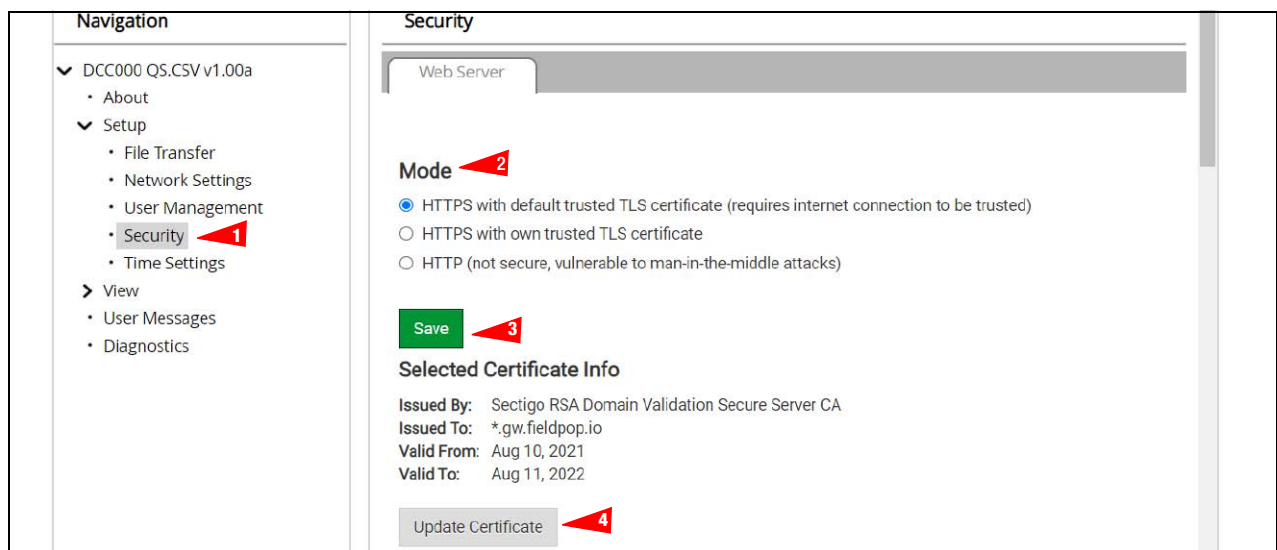 Navigation
DCC000 QS.CSV v1.00a
About
Setup
File Transfer
Network Settings
User Management
Security 1
Time Settings
View
User Messages
Diagnostics
Security
Web Server
Mode 2
HTTPS with default trusted TLS certificate (requires internet connection to be trusted)
HTTPS with own trusted TLS certificate
HTTP (not secure, vulnerable to man-in-the-middle attacks)
Save 3
Selected Certificate Info
Issued By: Sectigo RSA Domain Validation Secure Server CA
Issued To: *.gw.fieldpop.io
Valid From: Aug 10, 2021
Valid To: Aug 11, 2022
Update Certificate 4